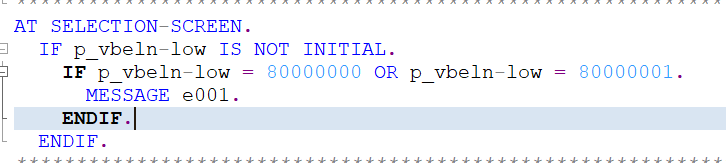 AT SELECTION-SCREEN.
IF p_vbeln-low IS NOT INITIAL.
IF p_vbeln-low = 80000000 OR p_vbeln-low = 80000001.
MESSAGE e001.
ENDIF.
ENDIF.